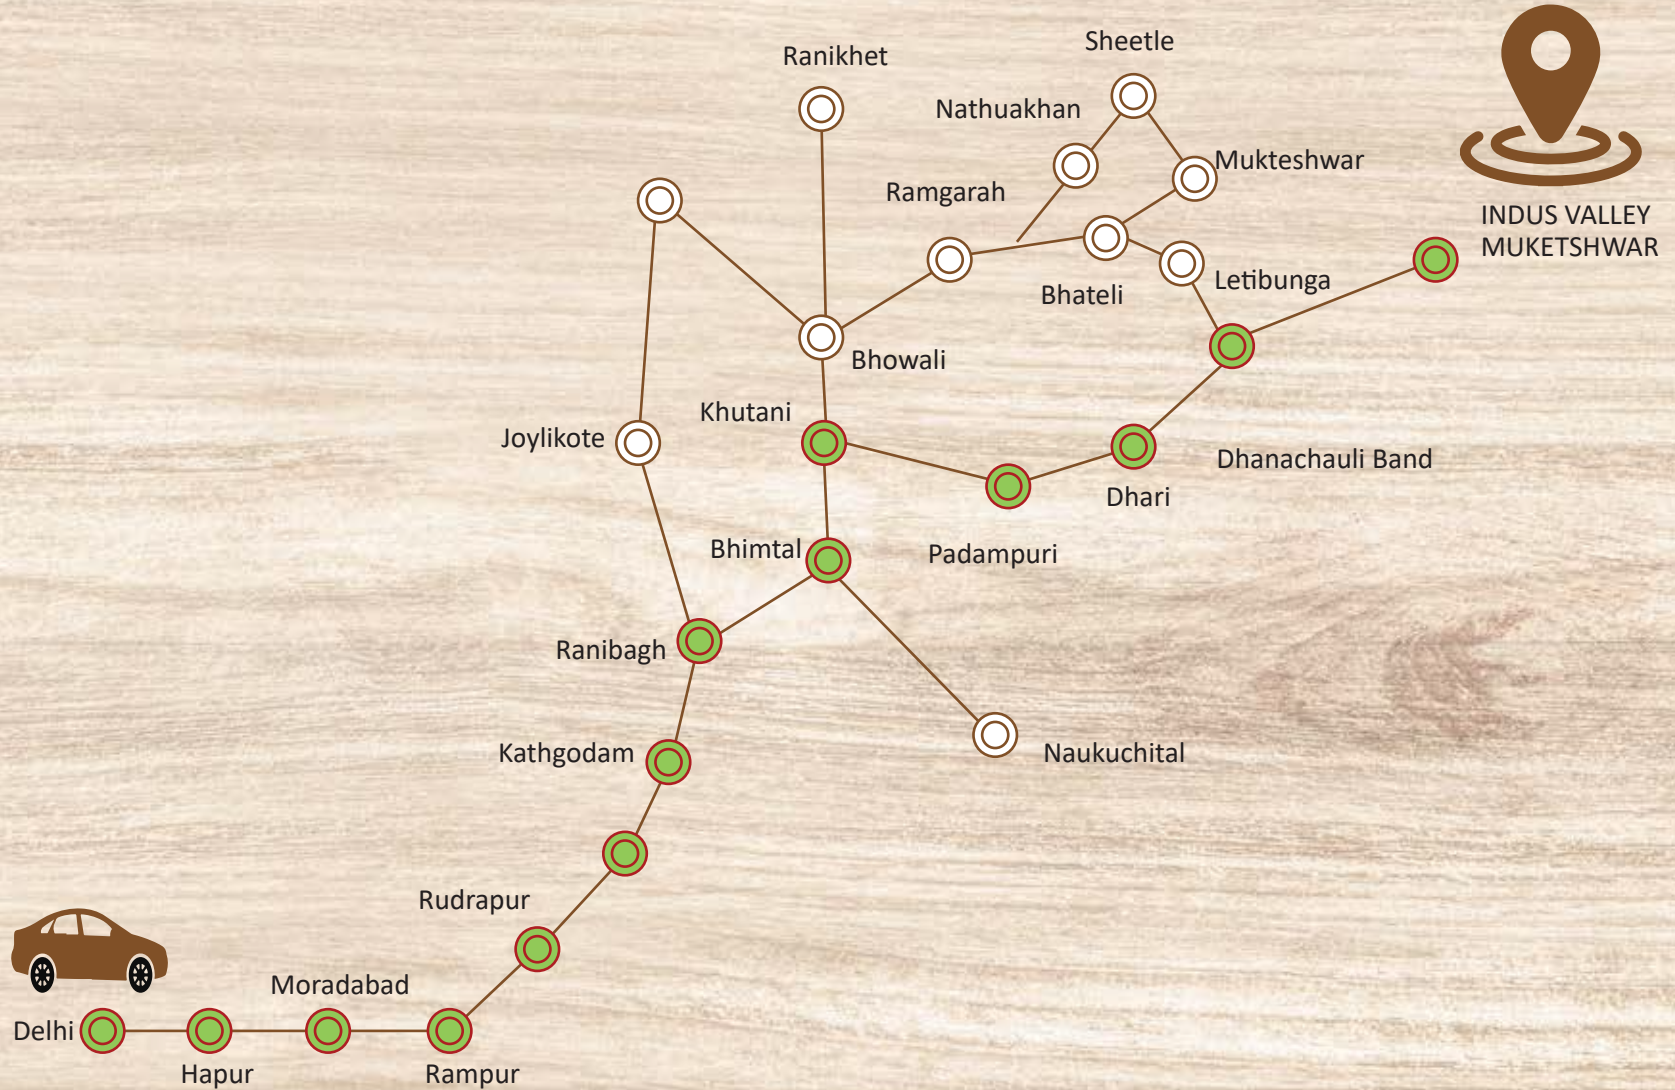 Sheetle
Ranikhet
Nathuakhan
Mukteshwar
Ramgarah
INDUS VALLEY
MUKETSHWAR
Letibunga
Bhateli
Bhowali
Khutani
Joylikote
Dhanachauli Band
Dhari
Bhimtal
Padampuri
Ranibagh
Kathgodam
Naukuchital
Rudrapur
Moradabad
Delhi
Hapur
Rampur